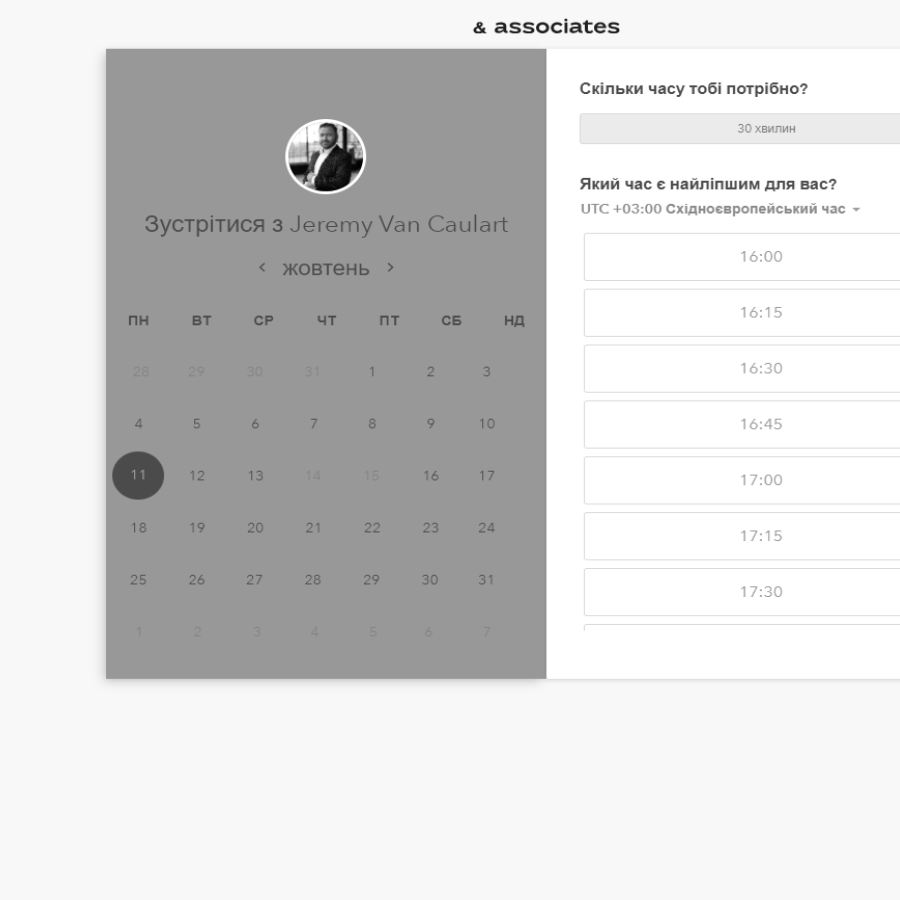 & associates
Зустрітися з Jeremy Van Caulart
жовтень
ПН ВТ СР ЧТ ПТ СБ НД
28 29 30 31 1 2 3
4 5 6 7 8 9 10
11 12 13 14 15 16 17
18 19 20 21 22 23 24
25 26 27 28 29 30 31
1 2 3 4 5 6 7
Скільки часу тобі потрібно?
30 хвилин
Який час є найліпшим для вас?
UTC +03:00 Східноєвропейський час
16:00
16:15
16:30
16:45
17:00
17:15
17:30